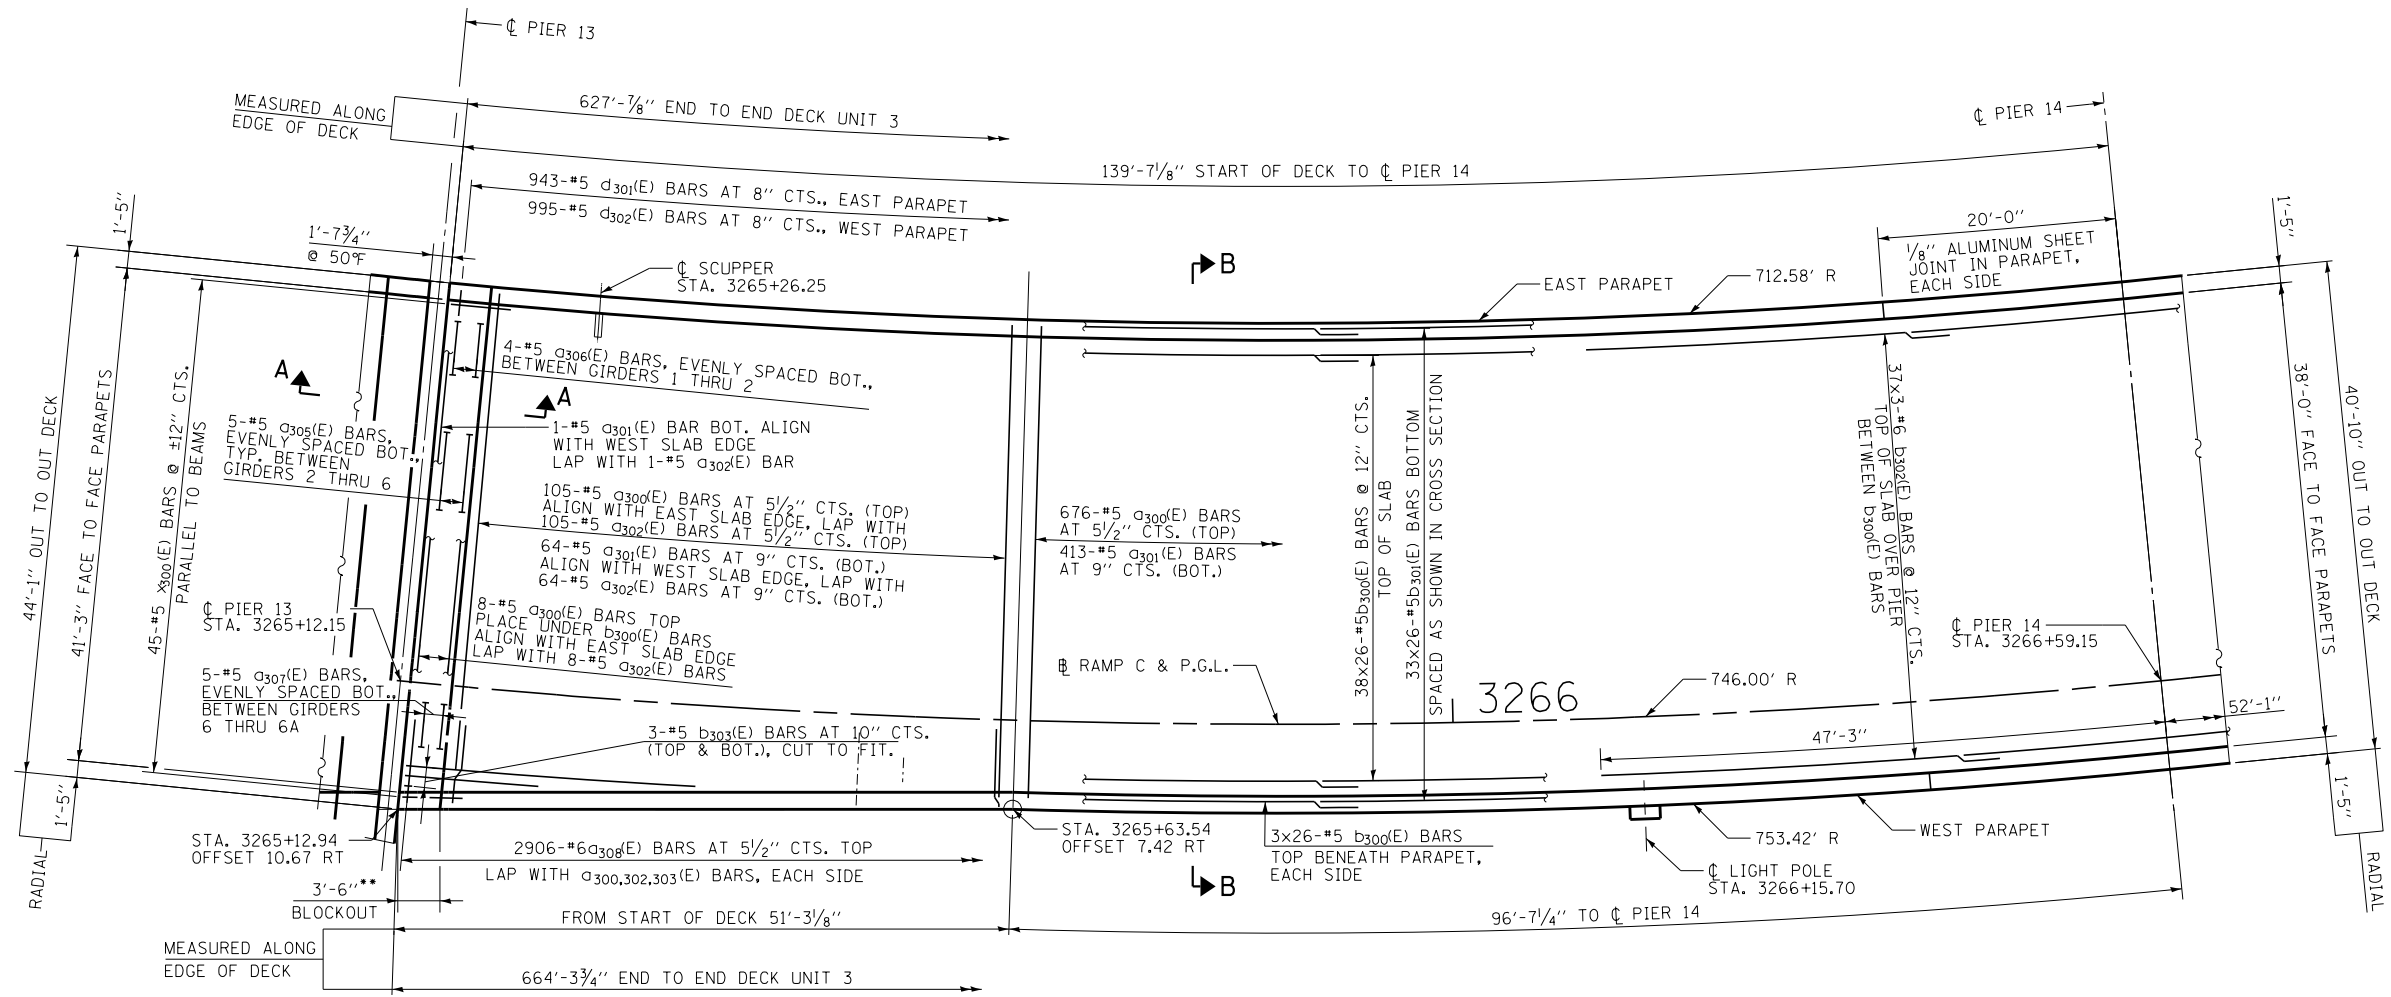 ℄ PIER 13
MEASURED ALONG
EDGE OF DECK
627'-⅞" END TO END DECK UNIT 3
℄ PIER 14
139'-7⅛" START OF DECK TO ℄ PIER 14
943-#5 d301(E) BARS AT 8" CTS., EAST PARAPET
995-#5 d302(E) BARS AT 8" CTS., WEST PARAPET
1'-5"
1'-7¾"
@ 50°F
℄ SCUPPER
STA. 3265+26.25
B
EAST PARAPET
712.58' R
20'-0"
⅛" ALUMINUM SHEET
JOINT IN PARAPET,
EACH SIDE
1'-5"
44'-1" OUT TO OUT DECK
41'-3" FACE TO FACE PARAPETS
45-#5 x300(E) BARS @ ±12" CTS.
PARALLEL TO BEAMS
A
A
4-#5 a306(E) BARS, EVENLY SPACED BOT.,
BETWEEN GIRDERS 1 THRU 2
5-#5 a305(E) BARS,
EVENLY SPACED BOT.,
TYP. BETWEEN
GIRDERS 2 THRU 6
1-#5 a301(E) BAR BOT. ALIGN
WITH WEST SLAB EDGE
LAP WITH 1-#5 a302(E) BAR
105-#5 a300(E) BARS AT 5½" CTS. (TOP)
ALIGN WITH EAST SLAB EDGE, LAP WITH
105-#5 a302(E) BARS AT 5½" CTS. (TOP)
64-#5 a301(E) BARS AT 9" CTS. (BOT.)
ALIGN WITH WEST SLAB EDGE, LAP WITH
64-#5 a302(E) BARS AT 9" CTS. (BOT.)
8-#5 a300(E) BARS TOP
PLACE UNDER b300(E) BARS
ALIGN WITH EAST SLAB EDGE
LAP WITH 8-#5 a302(E) BARS
676-#5 a300(E) BARS
AT 5½" CTS. (TOP)
413-#5 a301(E) BARS
AT 9" CTS. (BOT.)
38x26-#5b300(E) BARS @ 12" CTS.
TOP OF SLAB
33x26-#5b301(E) BARS BOTTOM
SPACED AS SHOWN IN CROSS SECTION
37x3-#6 b302(E) BARS @ 12" CTS.
TOP OF SLAB OVER PIER
BETWEEN b300(E) BARS
38'-0" FACE TO FACE PARAPETS
40'-10" OUT TO OUT DECK
℄ PIER 13
STA. 3265+12.15
℄ PIER 14
STA. 3266+59.15
5-#5 a307(E) BARS,
EVENLY SPACED BOT.,
BETWEEN GIRDERS
6 THRU 6A
3-#5 b303(E) BARS AT 10" CTS.
(TOP & BOT.), CUT TO FIT.
⅊ RAMP C & P.G.L.
3266
746.00' R
47'-3"
52'-1"
1'-5"
RADIAL
STA. 3265+12.94
OFFSET 10.67 RT
2906-#6a308(E) BARS AT 5½" CTS. TOP
LAP WITH a300,302,303(E) BARS, EACH SIDE
3'-6"**
BLOCKOUT
FROM START OF DECK 51'-3⅛"
STA. 3265+63.54
OFFSET 7.42 RT
B
3x26-#5 b300(E) BARS
TOP BENEATH PARAPET,
EACH SIDE
753.42' R
WEST PARAPET
℄ LIGHT POLE
STA. 3266+15.70
96'-7¼" TO ℄ PIER 14
1'-5"
RADIAL
MEASURED ALONG
EDGE OF DECK
664'-3¾" END TO END DECK UNIT 3